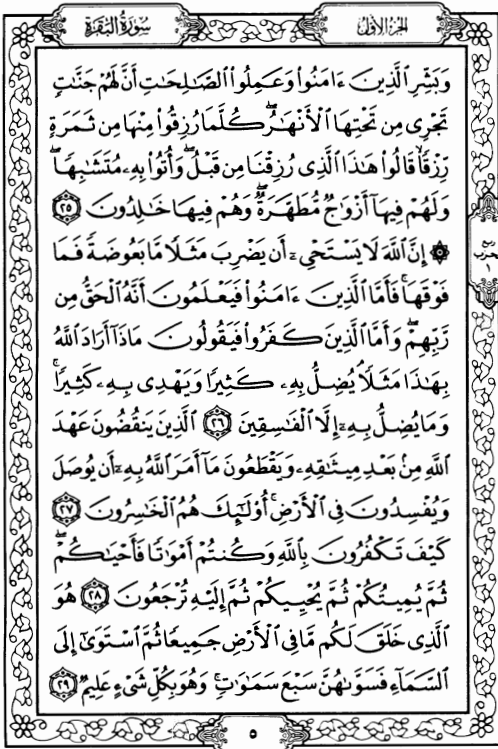 سُورَةُ البَقَرَةِ
الجُزْءُ الأَوَّلُ
وَبَشِّرِ ٱلَّذِينَ ءَامَنُوا۟ وَعَمِلُوا۟ ٱلصَّـٰلِحَـٰتِ أَنَّ لَهُمْ جَنَّـٰتٍ
تَجْرِى مِن تَحْتِهَا ٱلْأَنْهَـٰرُ ۖ كُلَّمَا رُزِقُوا۟ مِنْهَا مِن ثَمَرَةٍ
رِّزْقًا ۙ قَالُوا۟ هَـٰذَا ٱلَّذِى رُزِقْنَا مِن قَبْلُ ۖ وَأُتُوا۟ بِهِۦ مُتَشَـٰبِهًا ۖ
وَلَهُمْ فِيهَآ أَزْوَٰجٌ مُّطَهَّرَةٌ ۖ وَهُمْ فِيهَا خَـٰلِدُونَ ٢٥
۞ إِنَّ ٱللَّهَ لَا يَسْتَحْىِۦٓ أَن يَضْرِبَ مَثَلًا مَّا بَعُوضَةً فَمَا
فَوْقَهَا ۚ فَأَمَّا ٱلَّذِينَ ءَامَنُوا۟ فَيَعْلَمُونَ أَنَّهُ ٱلْحَقُّ مِن
رَّبِّهِمْ ۖ وَأَمَّا ٱلَّذِينَ كَفَرُوا۟ فَيَقُولُونَ مَاذَآ أَرَادَ ٱللَّهُ
بِهَـٰذَا مَثَلًا ۘ يُضِلُّ بِهِۦ كَثِيرًا وَيَهْدِى بِهِۦ كَثِيرًا ۚ
وَمَا يُضِلُّ بِهِۦٓ إِلَّا ٱلْفَـٰسِقِينَ ٢٦ ٱلَّذِينَ يَنقُضُونَ عَهْدَ
ٱللَّهِ مِنۢ بَعْدِ مِيثَـٰقِهِۦ وَيَقْطَعُونَ مَآ أَمَرَ ٱللَّهُ بِهِۦٓ أَن يُوصَلَ
وَيُفْسِدُونَ فِى ٱلْأَرْضِ ۚ أُو۟لَـٰٓئِكَ هُمُ ٱلْخَـٰسِرُونَ ٢٧
كَيْفَ تَكْفُرُونَ بِٱللَّهِ وَكُنتُمْ أَمْوَٰتًا فَأَحْيَـٰكُمْ ۖ
ثُمَّ يُمِيتُكُمْ ثُمَّ يُحْيِيكُمْ ثُمَّ إِلَيْهِ تُرْجَعُونَ ٢٨ هُوَ
ٱلَّذِى خَلَقَ لَكُم مَّا فِى ٱلْأَرْضِ جَمِيعًا ثُمَّ ٱسْتَوَىٰٓ إِلَى
ٱلسَّمَآءِ فَسَوَّىٰهُنَّ سَبْعَ سَمَـٰوَٰتٍ ۚ وَهُوَ بِكُلِّ شَىْءٍ عَلِيمٌ ٢٩
ربع
حزب
١
٥